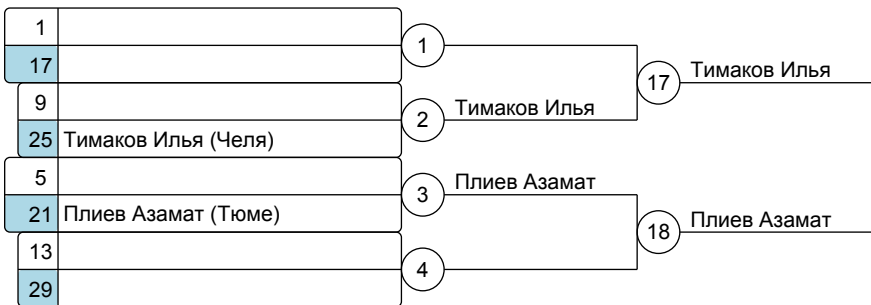 1
1
17
17 Тимаков Илья
9
2 Тимаков Илья
25 Тимаков Илья (Челя)
5
3 Плиев Азамат
21 Плиев Азамат (Тюме)
18 Плиев Азамат
13
4
29